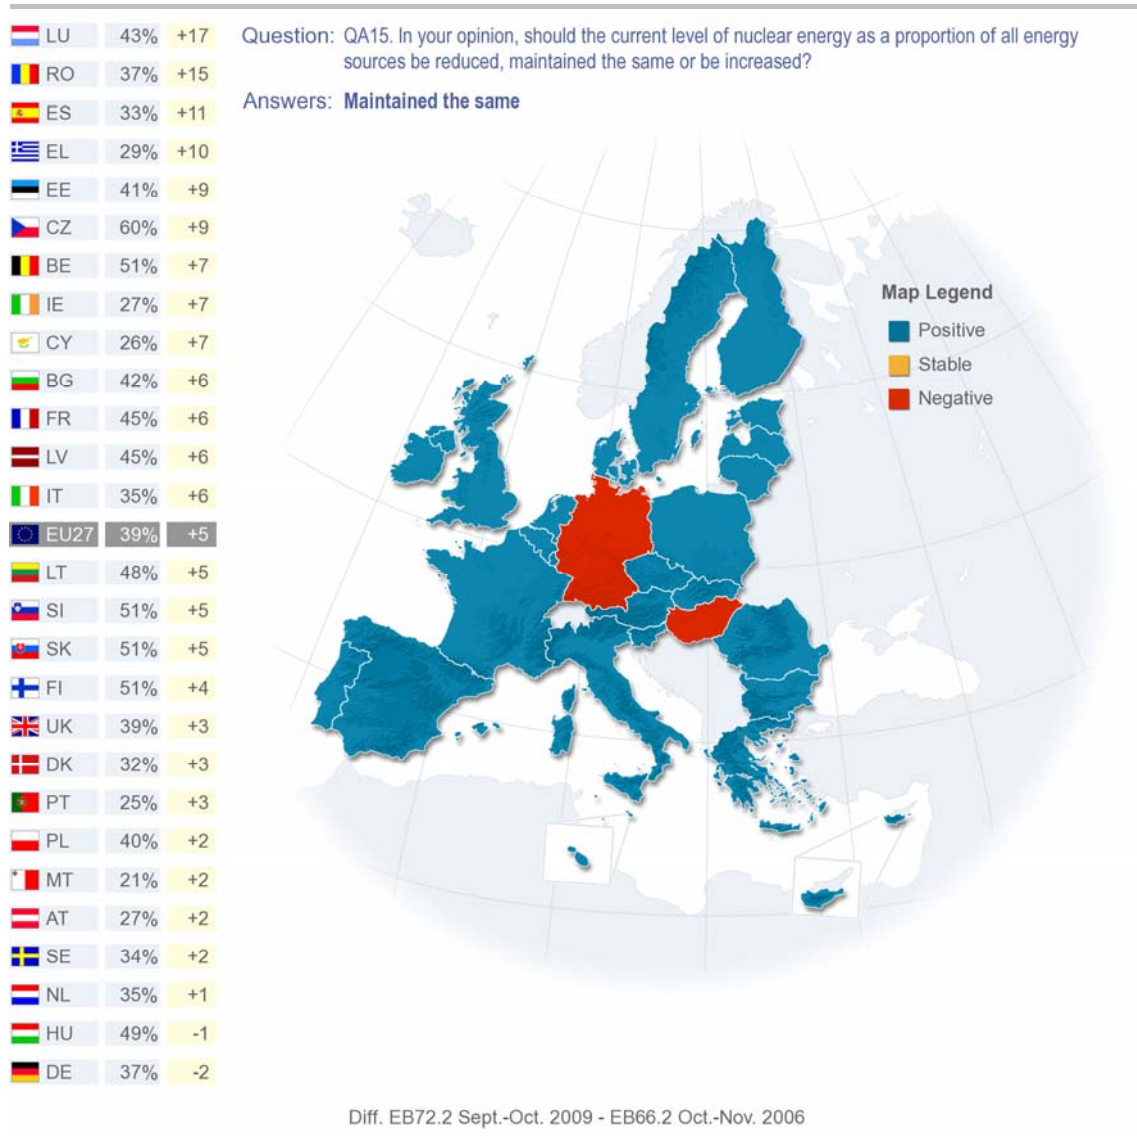 LU 43% +17
RO 37% +15
ES 33% +11
EL 29% +10
EE 41% +9
CZ 60% +9
BE 51% +7
IE 27% +7
CY 26% +7
BG 42% +6
FR 45% +6
LV 45% +6
IT 35% +6
EU27 39% +5
LT 48% +5
SI 51% +5
SK 51% +5
FI 51% +4
UK 39% +3
DK 32% +3
PT 25% +3
PL 40% +2
MT 21% +2
AT 27% +2
SE 34% +2
NL 35% +1
HU 49% -1
DE 37% -2
Question: QA15. In your opinion, should the current level of nuclear energy as a proportion of all energy
sources be reduced, maintained the same or be increased?
Answers: Maintained the same
Map Legend
Positive
Stable
Negative
Diff. EB72.2 Sept.-Oct. 2009 - EB66.2 Oct.-Nov. 2006